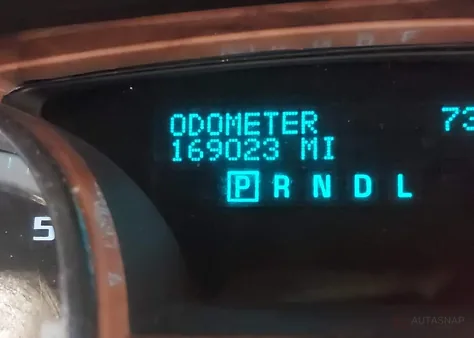 ODOMETER 73
169023 MI
P R N D L
5
AUTASNAP